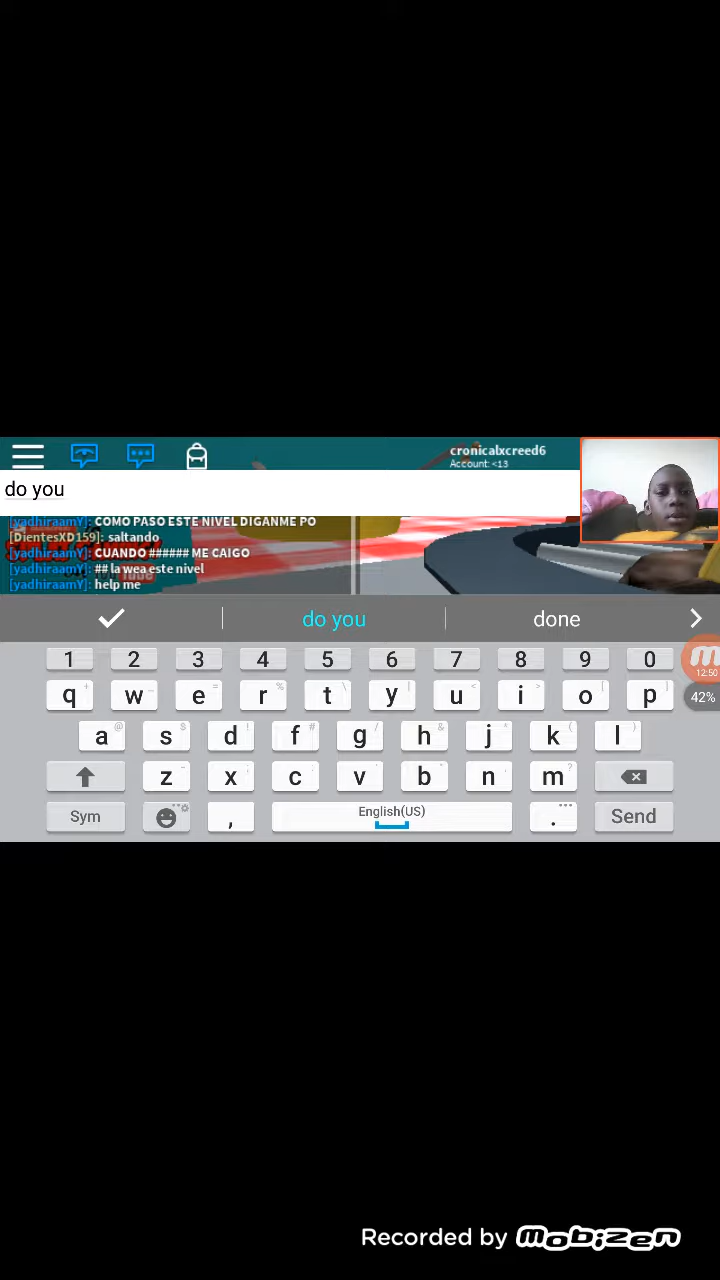 cronicalxcreed6
Account: <13
do you
[yadhiraamY]: COMO PASO ESTE NIVEL DIGANME PO
[DientesXD159]: saltando
[yadhiraamY]: CUANDO ###### ME CAIGO
[yadhiraamY]: ## la wea este nivel
[yadhiraamY]: help me
do you
done
1 2 3 4 5 6 7 8 9 0
12:50
q w e r t y u i o p
42%
a s d f g h j k l
z x c v b n m
Sym , English(US) . Send
Recorded by mobizen